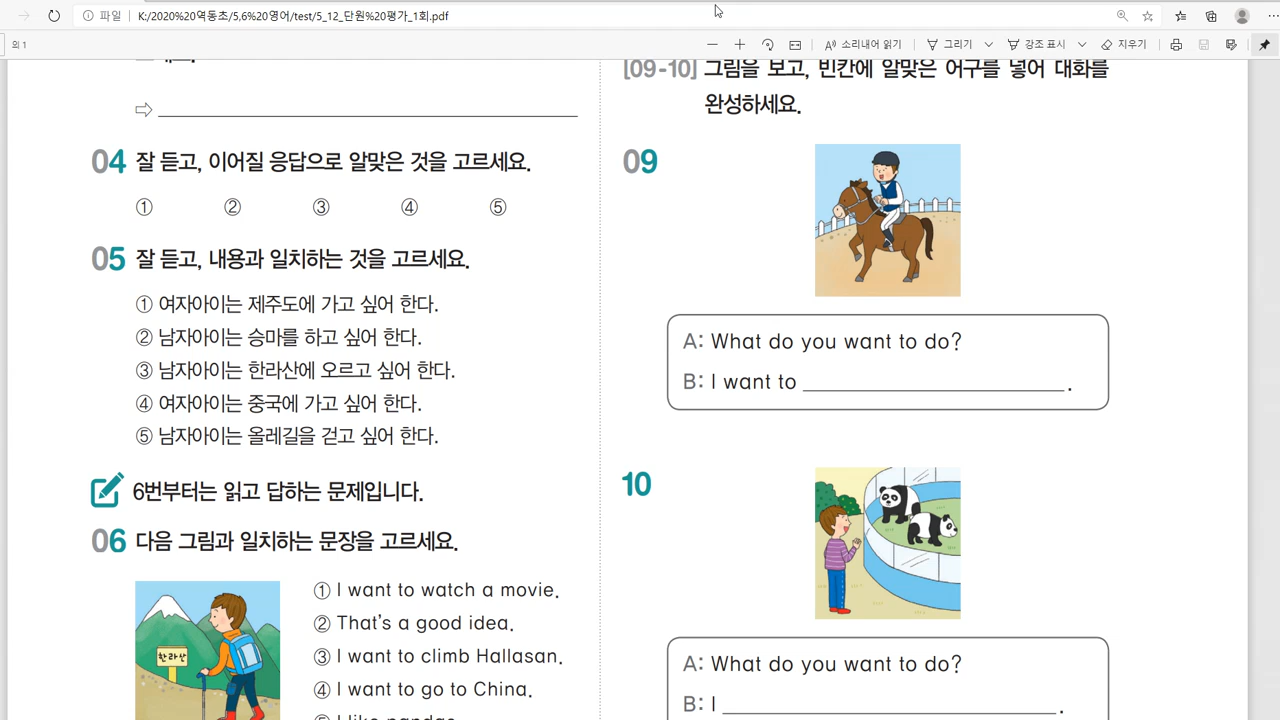 파일 K:/2020%20역동초/5,6%20영어/test/5_12_단원%20평가_1회.pdf
의 1
소리내어 읽기 그리기 강조 표시 지우기
⇨
04 잘 듣고, 이어질 응답으로 알맞은 것을 고르세요.
① ② ③ ④ ⑤
05 잘 듣고, 내용과 일치하는 것을 고르세요.
① 여자아이는 제주도에 가고 싶어 한다.
② 남자아이는 승마를 하고 싶어 한다.
③ 남자아이는 한라산에 오르고 싶어 한다.
④ 여자아이는 중국에 가고 싶어 한다.
⑤ 남자아이는 올레길을 걷고 싶어 한다.
6번부터는 읽고 답하는 문제입니다.
06 다음 그림과 일치하는 문장을 고르세요.
한라산
① I want to watch a movie.
② That's a good idea.
③ I want to climb Hallasan.
④ I want to go to China.
⑤ I like pandas.
[09-10] 그림을 보고, 빈칸에 알맞은 어구를 넣어 대화를
완성하세요.
09
A: What do you want to do?
B: I want to ____________________.
10
A: What do you want to do?
B: I ____________________.